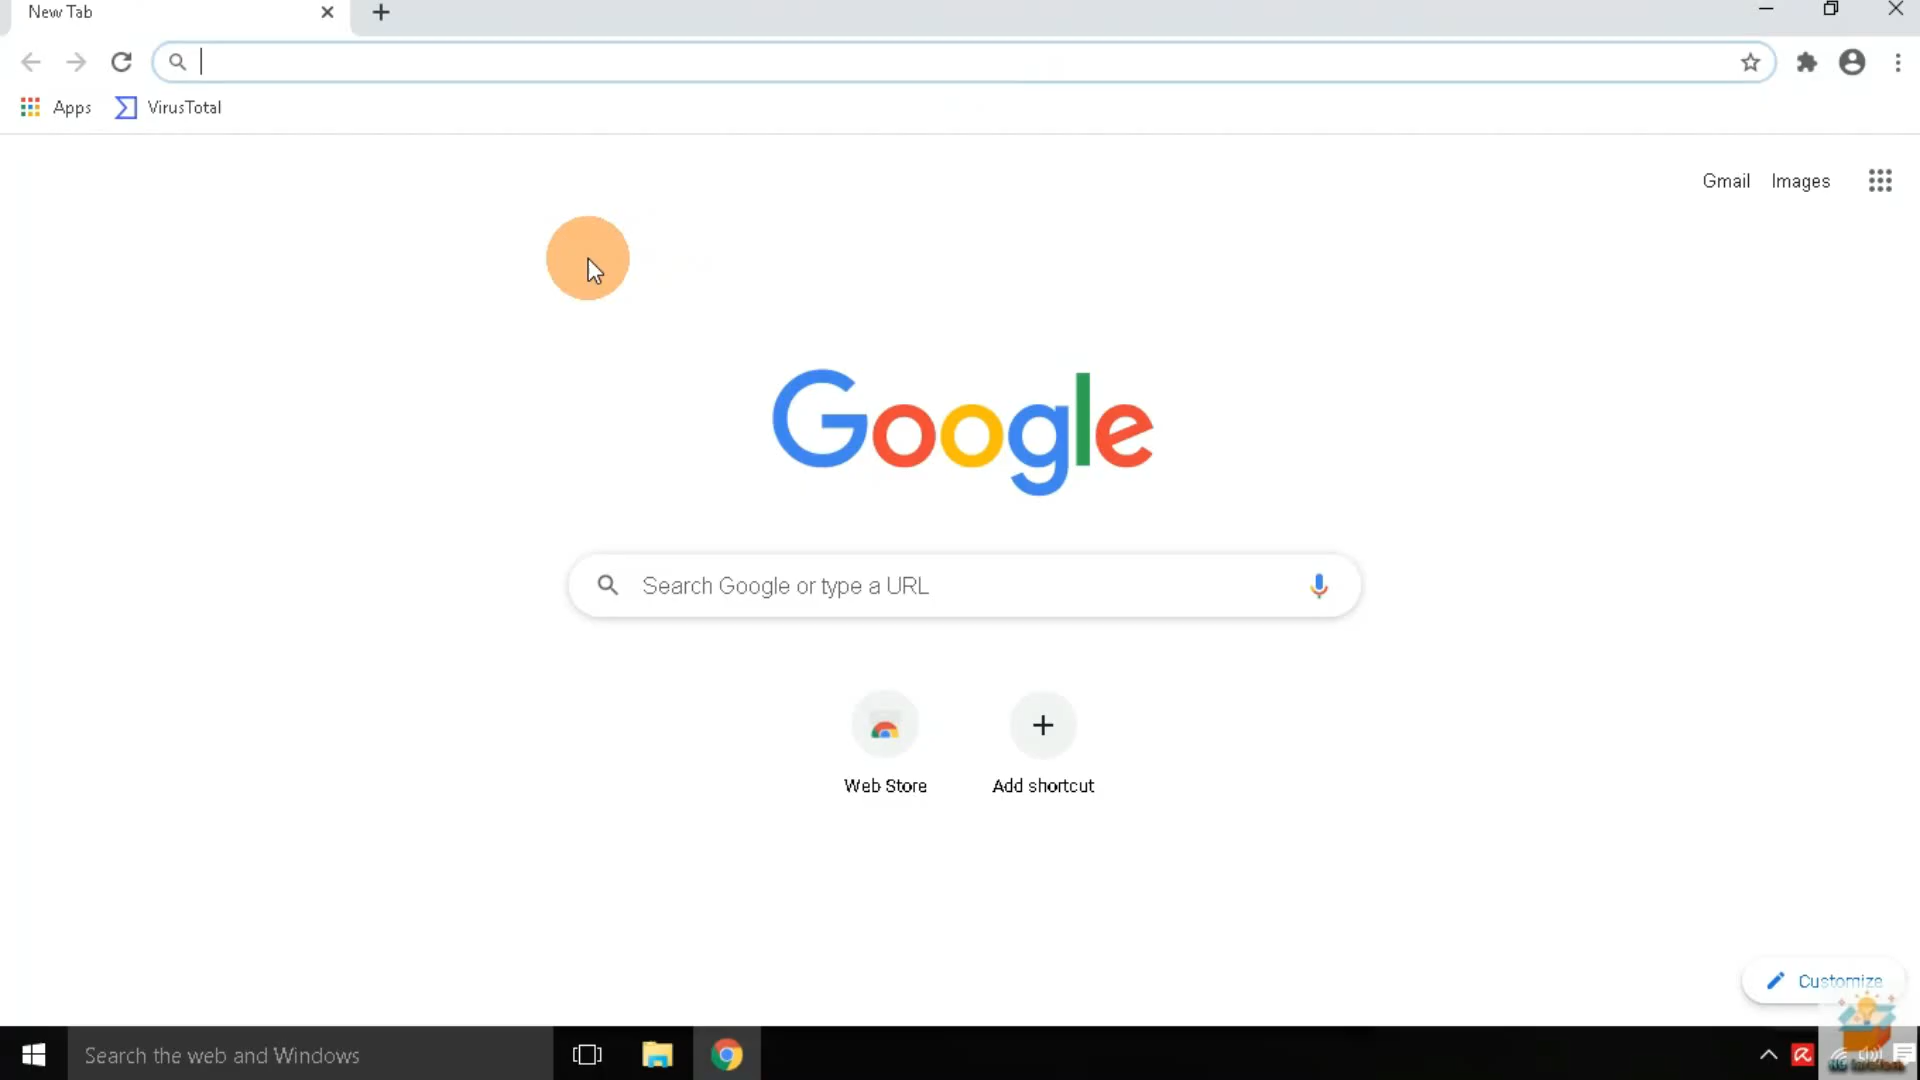 New Tab
Apps
VirusTotal
Gmail
Images
Google
Search Google or type a URL
Web Store
Add shortcut
Customize
Search the web and Windows